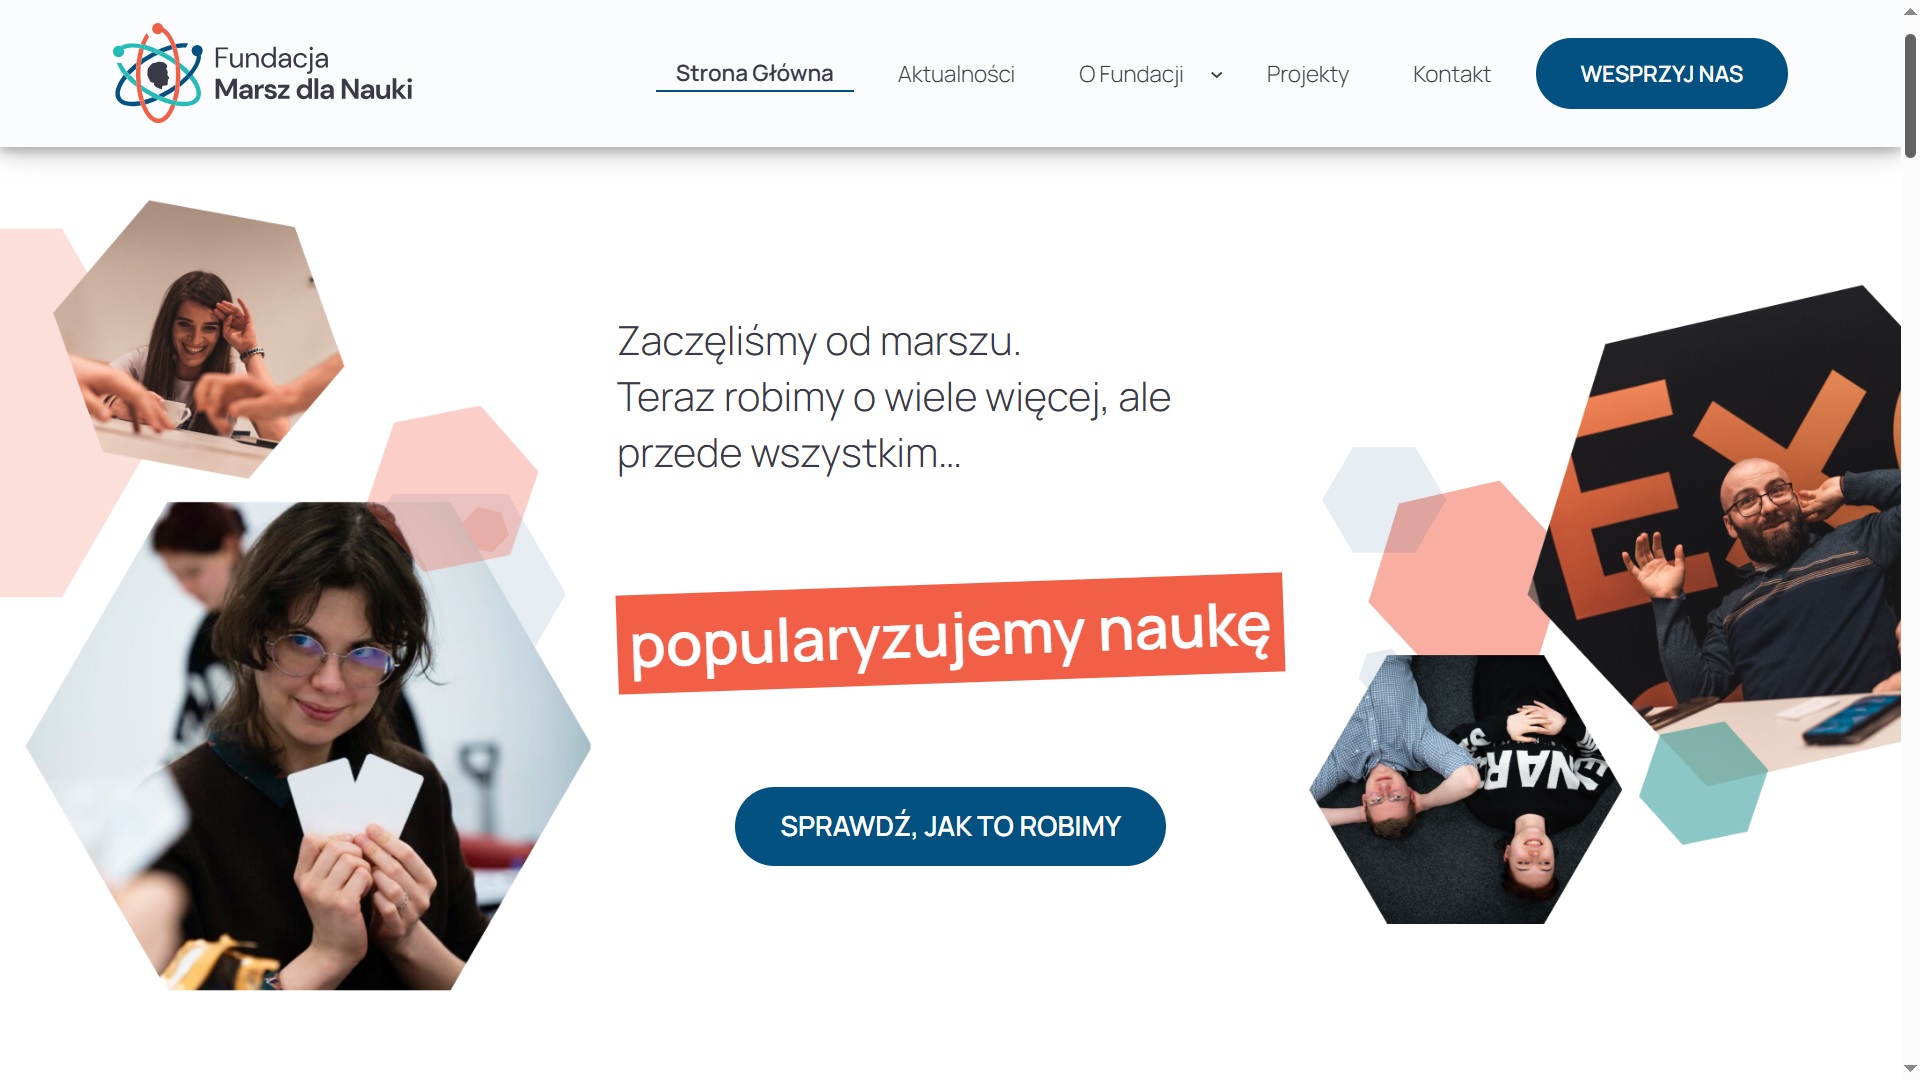 Fundacja
Marsz dla Nauki
Strona Główna
Aktualności
O Fundacji
Projekty
Kontakt
WESPRZYJ NAS
Zaczęliśmy od marszu.
Teraz robimy o wiele więcej, ale
przede wszystkim...
popularyzujemy naukę
SPRAWDŹ, JAK TO ROBIMY